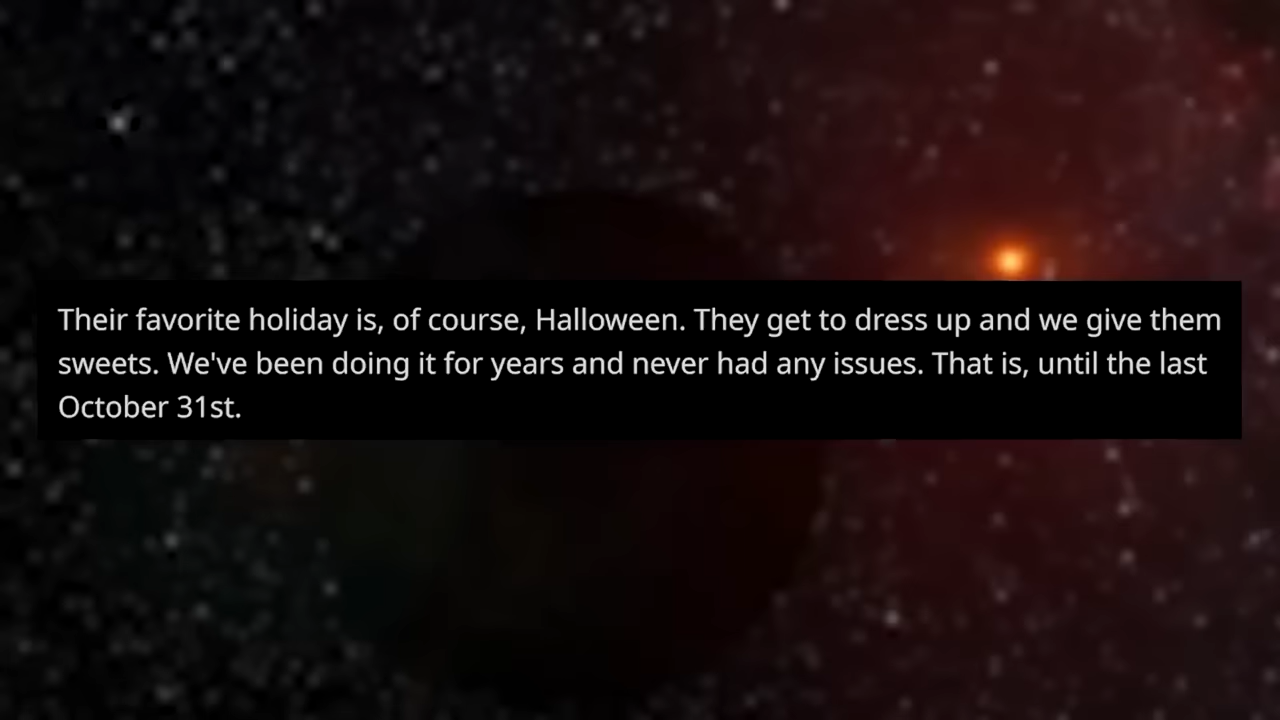 Their favorite holiday is, of course, Halloween. They get to dress up and we give them
sweets. We've been doing it for years and never had any issues. That is, until the last
October 31st.